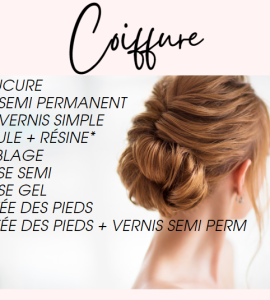 Coiffure
UCURE
SEMI PERMANENT
VERNIS SIMPLE
ULE + RÉSINE*
BLAGE
SE SEMI
SE GEL
ÉE DES PIEDS
ÉE DES PIEDS + VERNIS SEMI PERM